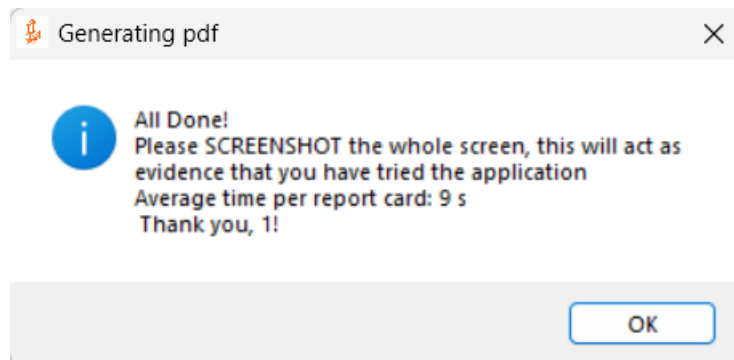 Generating pdf
All Done!
Please SCREENSHOT the whole screen, this will act as
evidence that you have tried the application
Average time per report card: 9 s
Thank you, 1!
OK